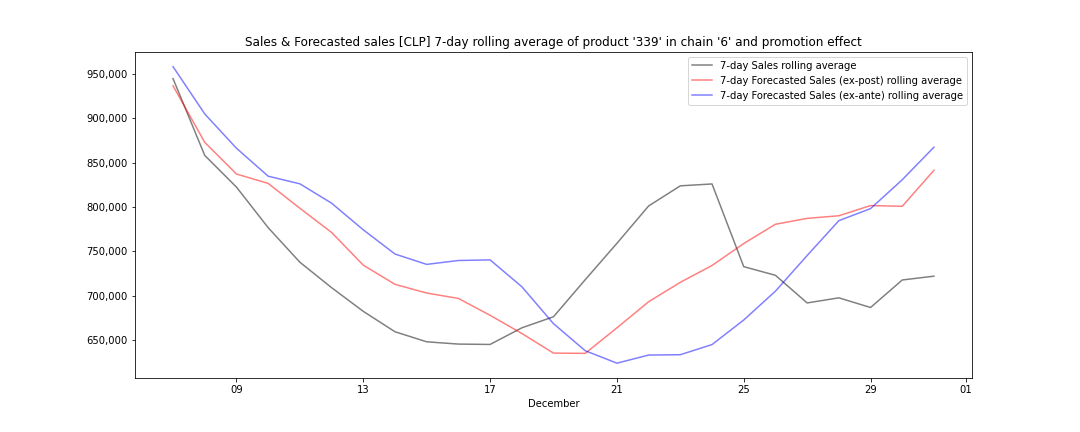 Sales & Forecasted sales [CLP] 7-day rolling average of product '339' in chain '6' and promotion effect
7-day Sales rolling average
7-day Forecasted Sales (ex-post) rolling average
7-day Forecasted Sales (ex-ante) rolling average
950,000
900,000
850,000
800,000
750,000
700,000
650,000
09 13 17 21 25 29 01
December